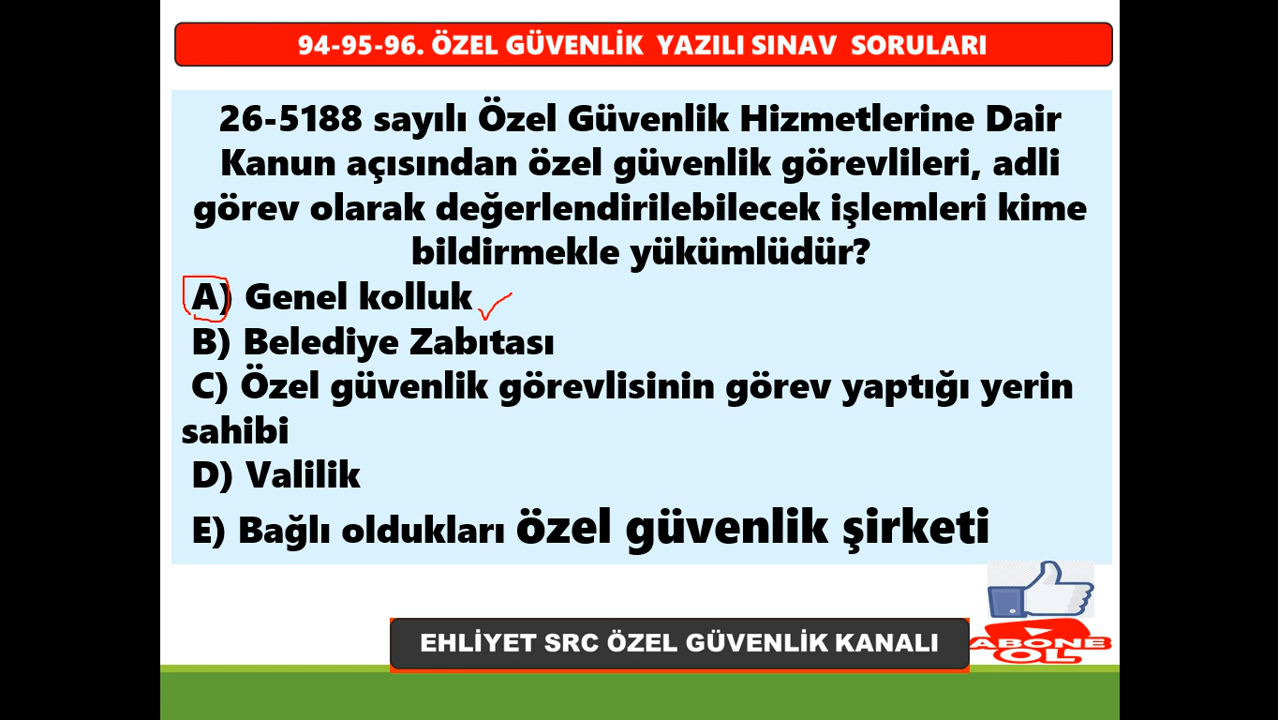 94-95-96. ÖZEL GÜVENLİK YAZILI SINAV SORULARI
26-5188 sayılı Özel Güvenlik Hizmetlerine Dair
Kanun açısından özel güvenlik görevlileri, adli
görev olarak değerlendirilebilecek işlemleri kime
bildirmekle yükümlüdür?
A) Genel kolluk
B) Belediye Zabıtası
C) Özel güvenlik görevlisinin görev yaptığı yerin
sahibi
D) Valilik
E) Bağlı oldukları özel güvenlik şirketi
EHLİYET SRC ÖZEL GÜVENLİK KANALI
ABONE
OL